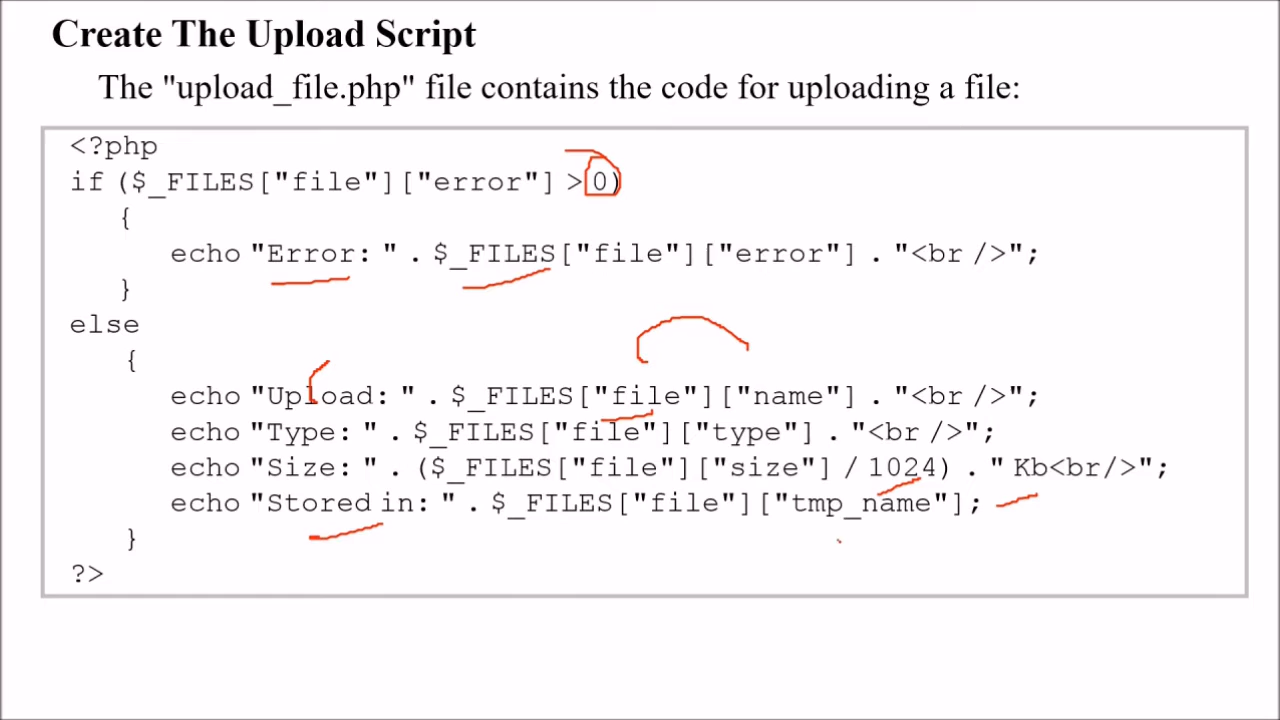 Create The Upload Script
The "upload_file.php" file contains the code for uploading a file:
<?php
if ($_FILES["file"]["error"] > 0)
{
echo "Error: " . $_FILES["file"]["error"] . "<br />";
}
else
{
echo "Upload: " . $_FILES["file"]["name"] . "<br />";
echo "Type: " . $_FILES["file"]["type"] . "<br />";
echo "Size: " . ($_FILES["file"]["size"] / 1024) . " Kb<br/>";
echo "Stored in: " . $_FILES["file"]["tmp_name"];
}
?>